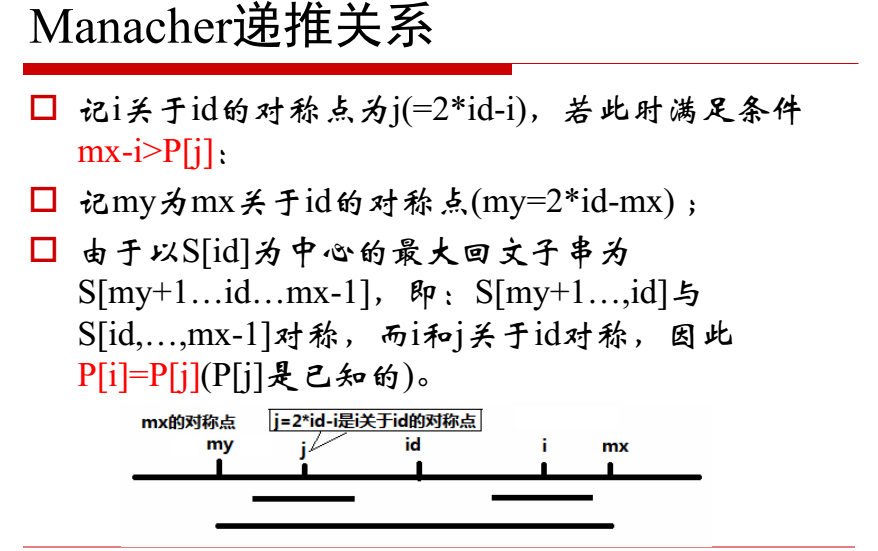 Manacher递推关系
记i关于id的对称点为j(=2*id-i)，若此时满足条件
mx-i>P[j]；
记my为mx关于id的对称点(my=2*id-mx)；
由于以S[id]为中心的最大回文子串为
S[my+1…id…mx-1]，即：S[my+1…,id]与
S[id,…,mx-1]对称，而i和j关于id对称，因此
P[i]=P[j](P[j]是已知的)。
mx的对称点 j=2*id-i是i关于id的对称点
my j id i mx